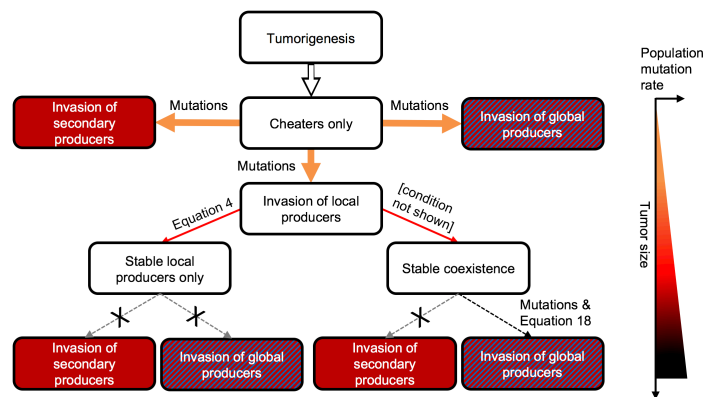 Tumorigenesis
Population
mutation
rate
Invasion of
secondary
producers
Mutations
Cheaters only
Mutations
Invasion of global
producers
Mutations
Invasion of local
producers
Equation 4
[condition
not shown]
Stable local
producers only
Stable coexistence
Tumor size
Mutations &
Equation 18
Invasion of
secondary
producers
Invasion of global
producers
Invasion of
secondary
producers
Invasion of global
producers